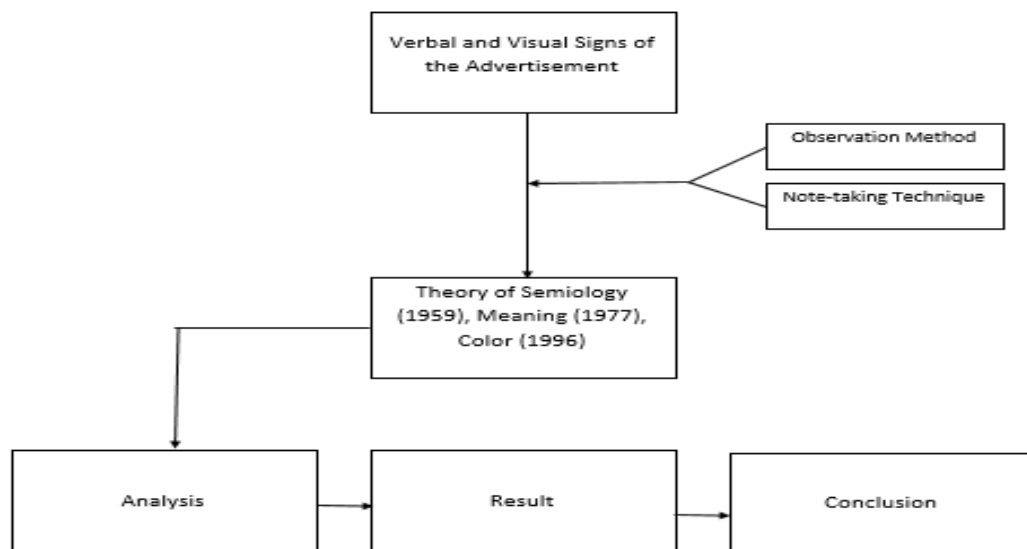 Verbal and Visual Signs of
the Advertisement
Observation Method
Note-taking Technique
Theory of Semiology
(1959), Meaning (1977),
Color (1996)
Analysis
Result
Conclusion